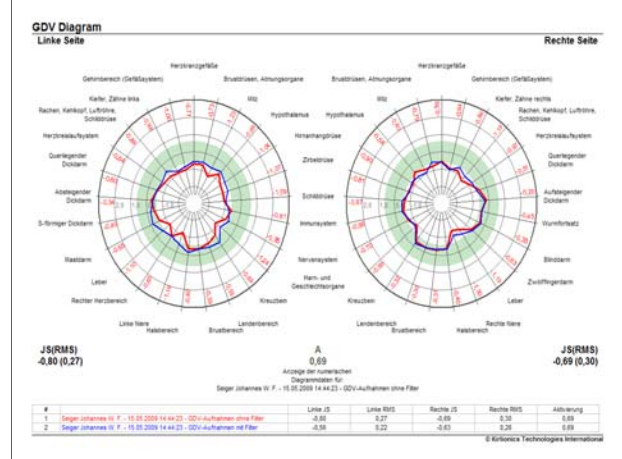 GDV Diagram
Linke Seite
Rechte Seite
Herzkranzgefäße
Herzkranzgefäße
Gehirnbereich (Gefäßsystem)
Brustdrüsen, Atmungsorgane
Brustdrüsen, Atmungsorgane
Gehirnbereich (Gefäßsystem)
Kiefer, Zähne links
Milz
Milz
Kiefer, Zähne rechts
Rachen, Kehlkopf, Luftröhre,
Schilddrüse
Hypothalamus
Hypothalamus
Rachen, Kehlkopf, Luftröhre,
Schilddrüse
Herzkreislaufsystem
Hirnanhangdrüse
Herzkreislaufsystem
Querliegender
Dickdarm
Zirbeldrüse
Querliegender
Dickdarm
Absteigender
Dickdarm
Schilddrüse
Aufsteigender
Dickdarm
S-förmiger Dickdarm
Immunsystem
Wurmfortsatz
Mastdarm
Nervensystem
Blinddarm
Leber
Harn- und
Geschlechtsorgane
Zwölffingerdarm
Rechter Herzbereich
Kreuzbein
Kreuzbein
Leber
Linke Niere
Lendenbereich
Lendenbereich
Rechte Niere
Halsbereich
Brustbereich
Brustbereich
Halsbereich
JS(RMS)
-0,80 (0,27)
A
0,69
JS(RMS)
-0,69 (0,30)
Anzeige der numerischen
Diagrammdaten für:
Seiger Johannes W. F. - 15.05.2009 14:44:23 - GDV-Aufnahmen ohne Filter
# Linke JS Linke RMS Rechte JS Rechte RMS Aktivierung
1 Seiger Johannes W. F. - 15.05.2009 14:44:23 - GDV-Aufnahmen ohne Filter -0,80 0,27 -0,69 0,30 0,69
2 Seiger Johannes W. F. - 15.05.2009 14:44:23 - GDV-Aufnahmen mit Filter -0,56 0,22 -0,63 0,26 0,69
© Kirlionics Technologies International